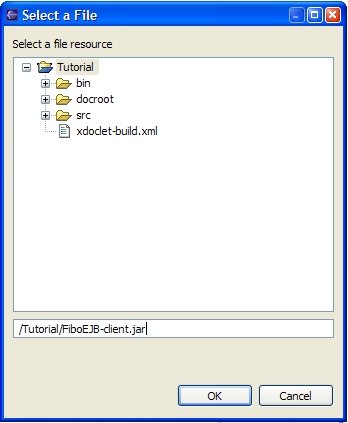 Select a File
Select a file resource
Tutorial
bin
docroot
src
xdoclet-build.xml
/Tutorial/FiboEJB-client.jar
OK Cancel